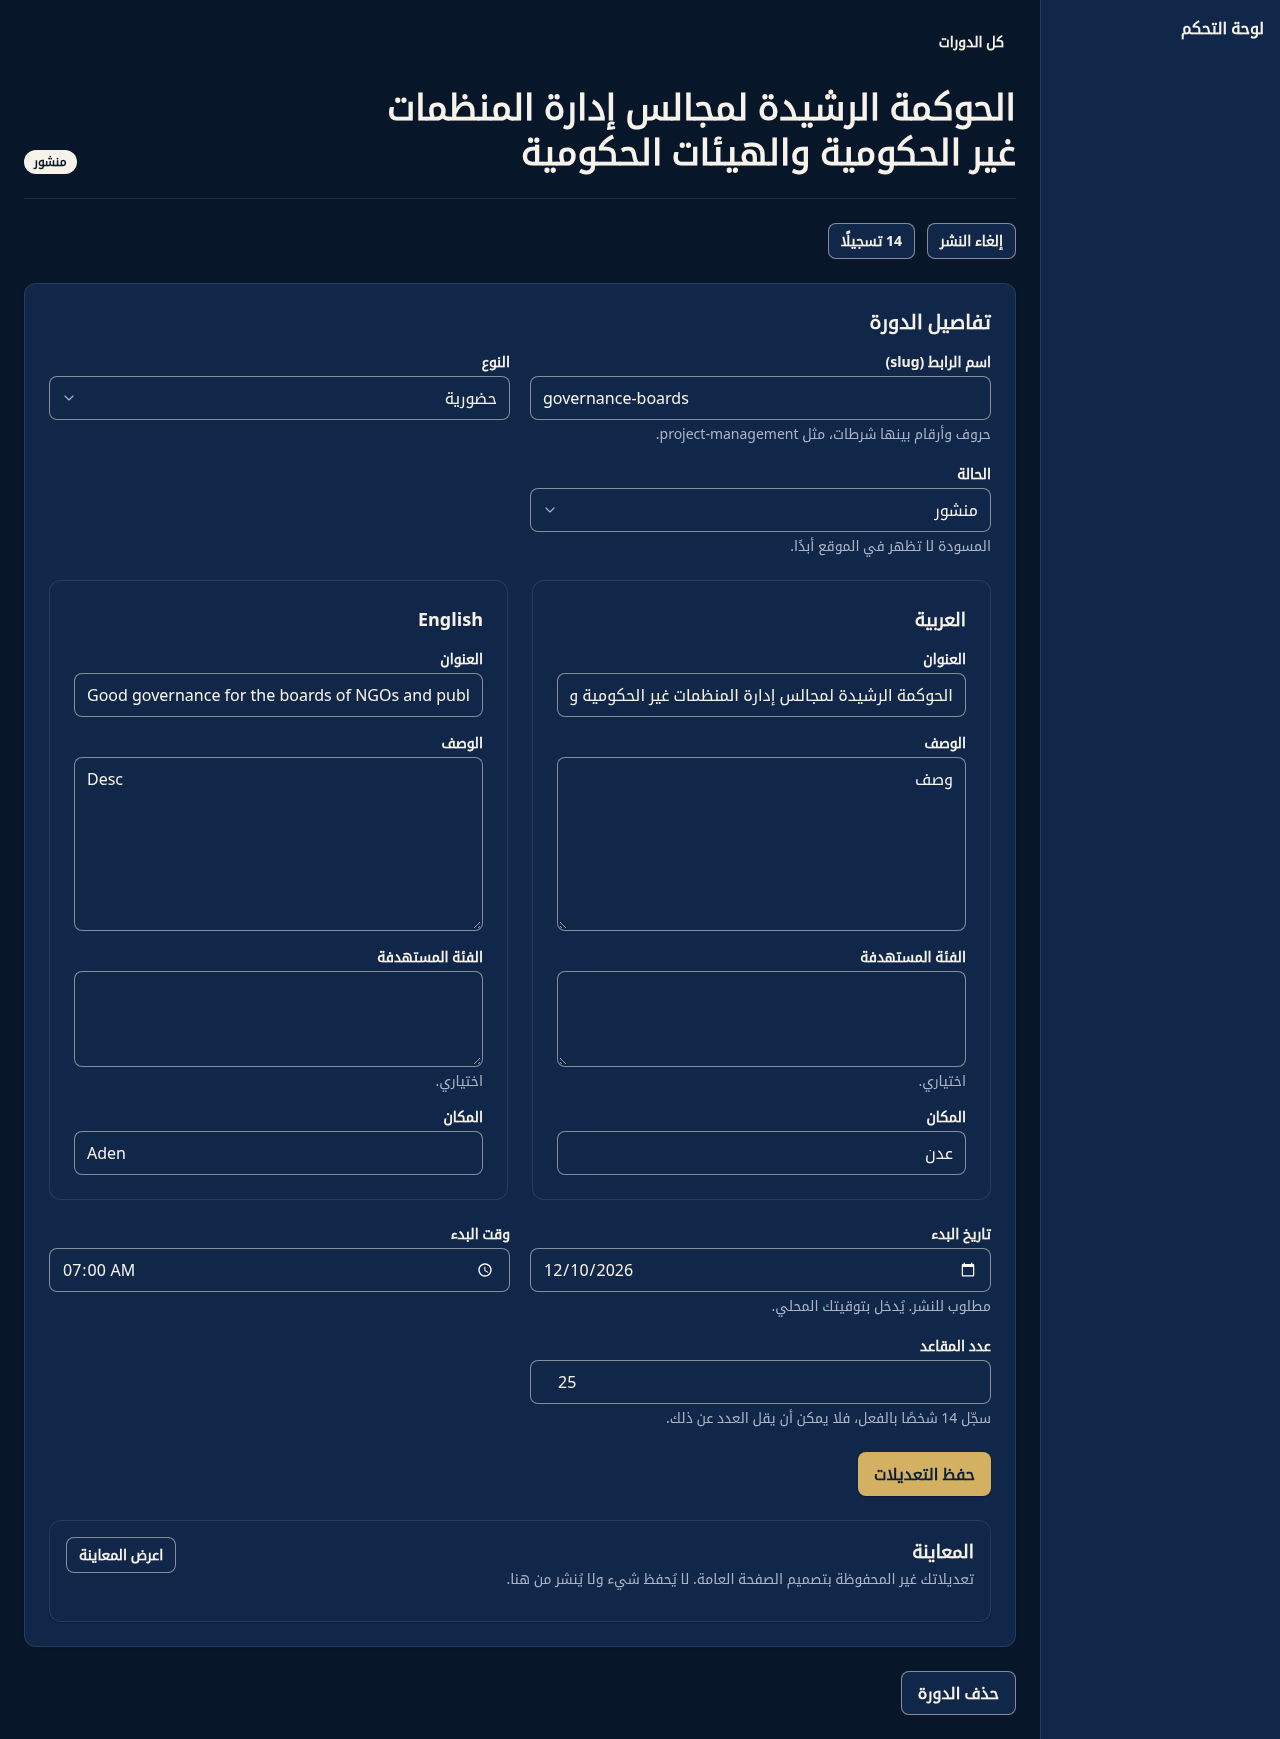 لوحة التحكم
كل الدورات
الحوكمة الرشيدة لمجالس إدارة المنظمات
غير الحكومية والهيئات الحكومية
منشور
إلغاء النشر
14 تسجيلًا
تفاصيل الدورة
اسم الرابط (slug)
governance-boards
حروف وأرقام بينها شرطات، مثل project-management.
النوع
حضورية
الحالة
منشور
المسودة لا تظهر في الموقع أبدًا.
العربية
العنوان
الحوكمة الرشيدة لمجالس إدارة المنظمات غير الحكومية و
الوصف
وصف
الفئة المستهدفة
اختياري.
المكان
عدن
English
العنوان
Good governance for the boards of NGOs and publ
الوصف
Desc
الفئة المستهدفة
اختياري.
المكان
Aden
تاريخ البدء
12/10/2026
مطلوب للنشر. يُدخل بتوقيتك المحلي.
وقت البدء
07:00 AM
عدد المقاعد
25
سجّل 14 شخصًا بالفعل، فلا يمكن أن يقل العدد عن ذلك.
حفظ التعديلات
المعاينة
تعديلاتك غير المحفوظة بتصميم الصفحة العامة. لا يُحفظ شيء ولا يُنشر من هنا.
اعرض المعاينة
حذف الدورة